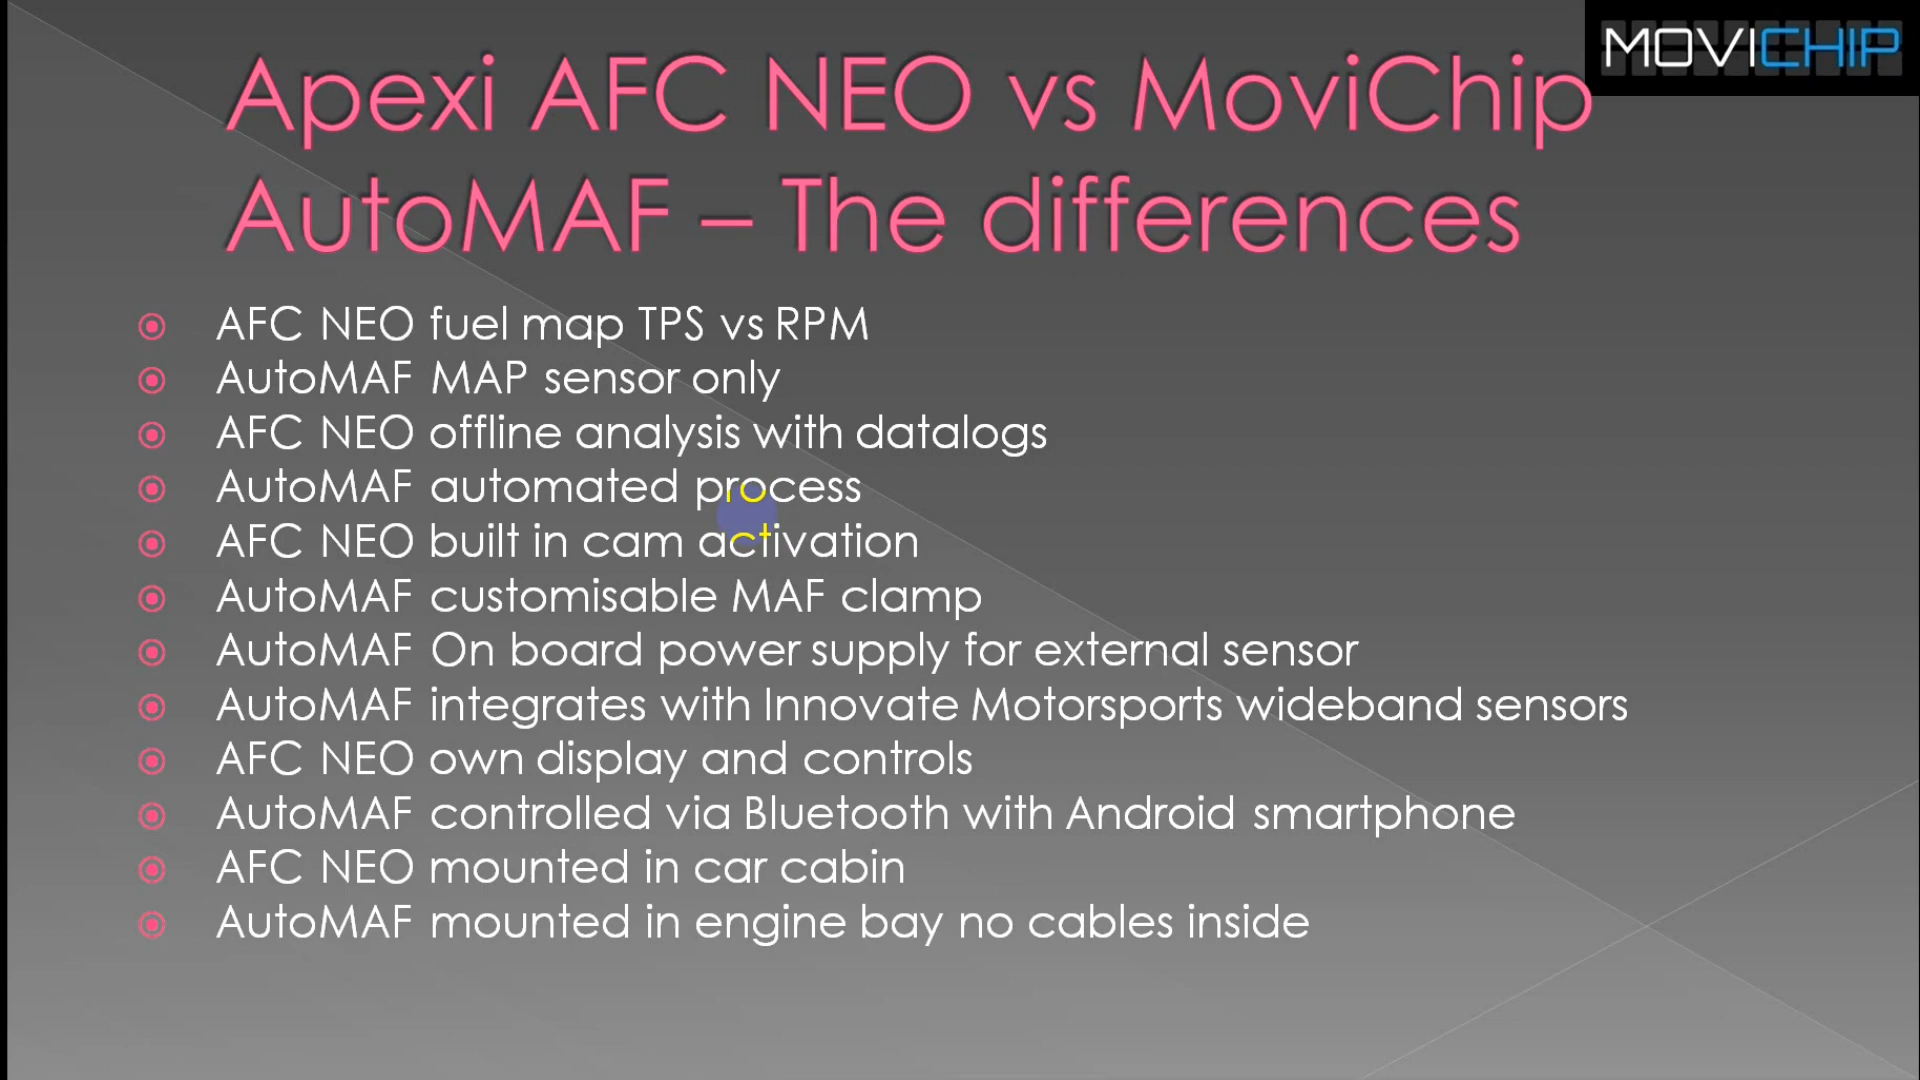 MOVICHIP
Apexi AFC NEO vs MoviChip
AutoMAF – The differences
AFC NEO fuel map TPS vs RPM
AutoMAF MAP sensor only
AFC NEO offline analysis with datalogs
AutoMAF automated process
AFC NEO built in cam activation
AutoMAF customisable MAF clamp
AutoMAF On board power supply for external sensor
AutoMAF integrates with Innovate Motorsports wideband sensors
AFC NEO own display and controls
AutoMAF controlled via Bluetooth with Android smartphone
AFC NEO mounted in car cabin
AutoMAF mounted in engine bay no cables inside